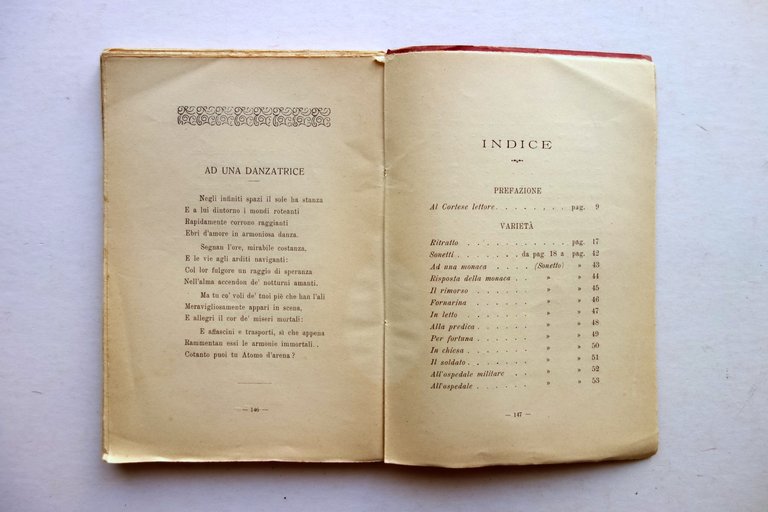 AD UNA DANZATRICE
Negli infiniti spazi il sole ha stanza
E a lui dintorno i mondi roteanti
Rapidamente corrono raggianti
Ebri d'amore in armoniosa danza.
Segnan l'ore, mirabile costanza,
E le vie agli arditi naviganti:
Col lor fulgore un raggio di speranza
Nell'alma accendon de' notturni amanti.
Ma tu co' voli de' tuoi piè che han l'ali
Meravigliosamente appari in scena,
E allegri il cor de' miseri mortali:
E affascini e trasporti, sì che appena
Rammentan essi le armonie immortali..
Cotanto puoi tu Atomo d'arena?
— 146 —
INDICE
PREFAZIONE
Al Cortese lettore . . . . . . . . . pag. 9
VARIETÀ
Ritratto . . . . . . . . . pag. 17
Sonetti . . . . . . . da pag. 18 a pag. 42
Ad una monaca . . . . (Sonetto) » 43
Risposta della monaca . . » » 44
Il rimorso . . . . . . » » 45
Fornarina . . . . . . » » 46
In letto . . . . . . » » 47
Alla predica . . . . . . » » 48
Per fortuna . . . . . . » » 49
In chiesa . . . . . . » » 50
Il soldato . . . . . . » » 51
All'ospedale militare . . » » 52
All'ospedale . . . . . . » » 53
— 147 —